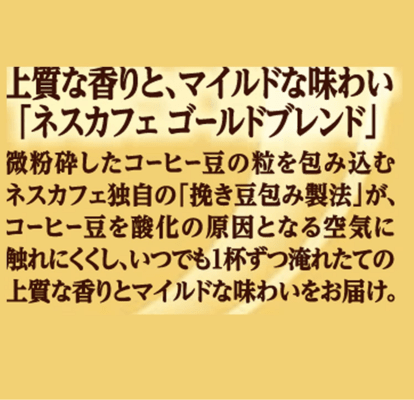 上質な香りと、マイルドな味わい
「ネスカフェ ゴールドブレンド」
微粉砕したコーヒー豆の粒を包み込む
ネスカフェ独自の「挽き豆包み製法」が、
コーヒー豆を酸化の原因となる空気に
触れにくくし、いつでも1杯ずつ淹れたての
上質な香りとマイルドな味わいをお届け。